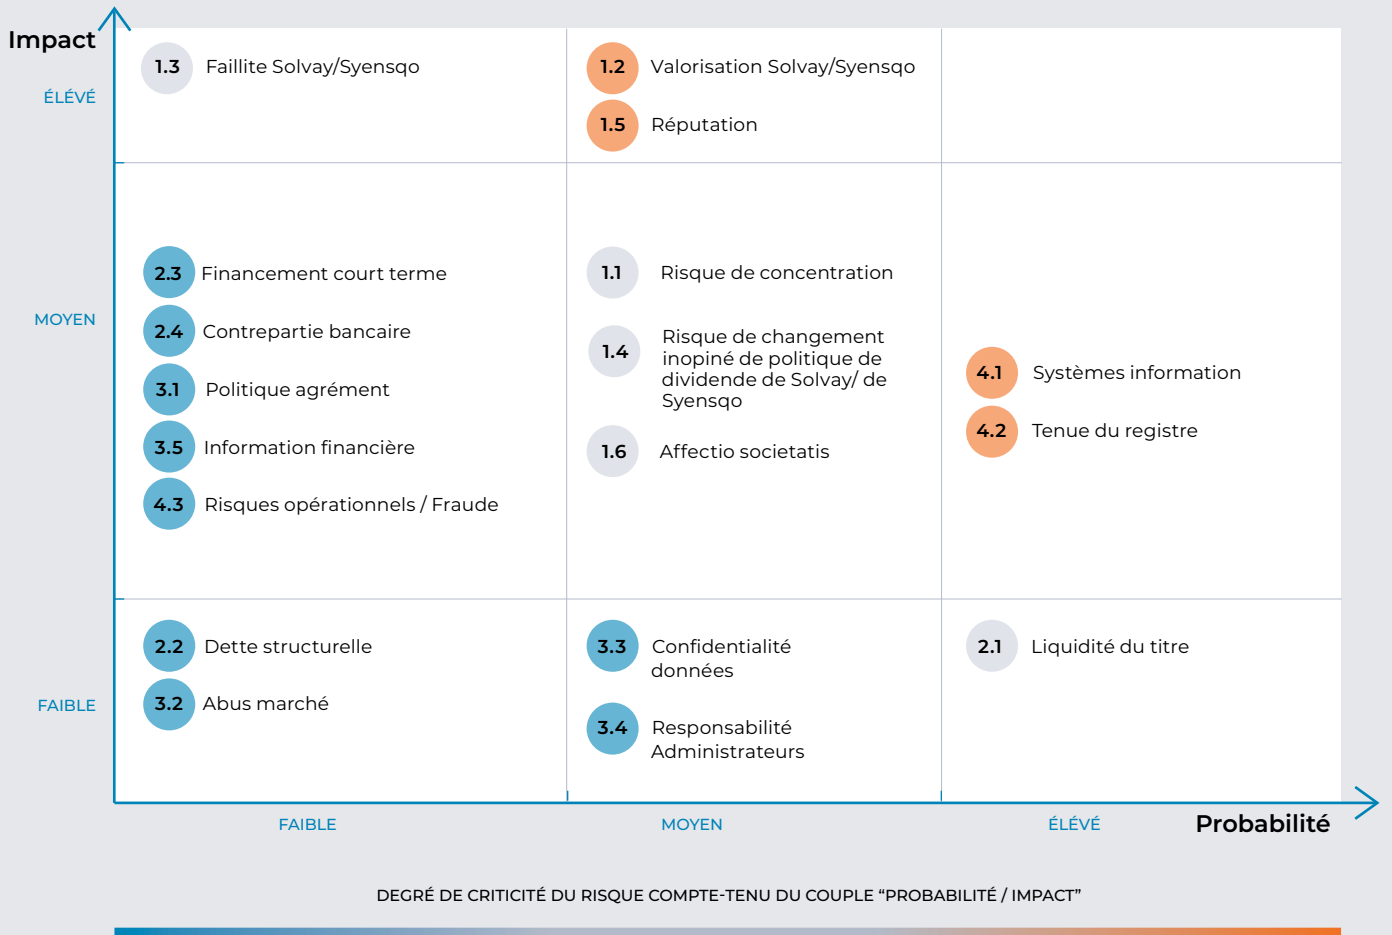 Impact
ÉLÉVÉ
1.3 Faillite Solvay/Syensqo
1.2 Valorisation Solvay/Syensqo
1.5 Réputation
MOYEN
2.3 Financement court terme
2.4 Contrepartie bancaire
3.1 Politique agrément
3.5 Information financière
4.3 Risques opérationnels / Fraude
1.1 Risque de concentration
1.4 Risque de changement
inopiné de politique de
dividende de Solvay/ de
Syensqo
1.6 Affectio societatis
4.1 Systèmes information
4.2 Tenue du registre
FAIBLE
2.2 Dette structurelle
3.2 Abus marché
3.3 Confidentialité
données
3.4 Responsabilité
Administrateurs
2.1 Liquidité du titre
FAIBLE
MOYEN
ÉLÉVÉ
Probabilité
DEGRÉ DE CRITICITÉ DU RISQUE COMPTE-TENU DU COUPLE “PROBABILITÉ / IMPACT”